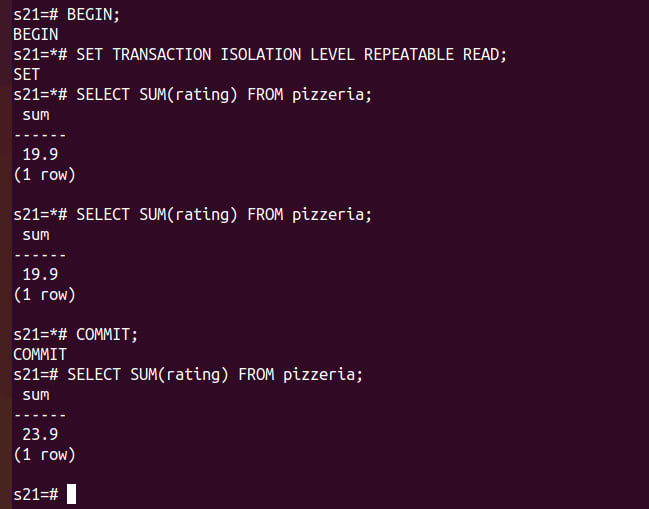 s21=# BEGIN;
BEGIN
s21=*# SET TRANSACTION ISOLATION LEVEL REPEATABLE READ;
SET
s21=*# SELECT SUM(rating) FROM pizzeria;
 sum
------
 19.9
(1 row)

s21=*# SELECT SUM(rating) FROM pizzeria;
 sum
------
 19.9
(1 row)

s21=*# COMMIT;
COMMIT
s21=# SELECT SUM(rating) FROM pizzeria;
 sum
------
 23.9
(1 row)

s21=#